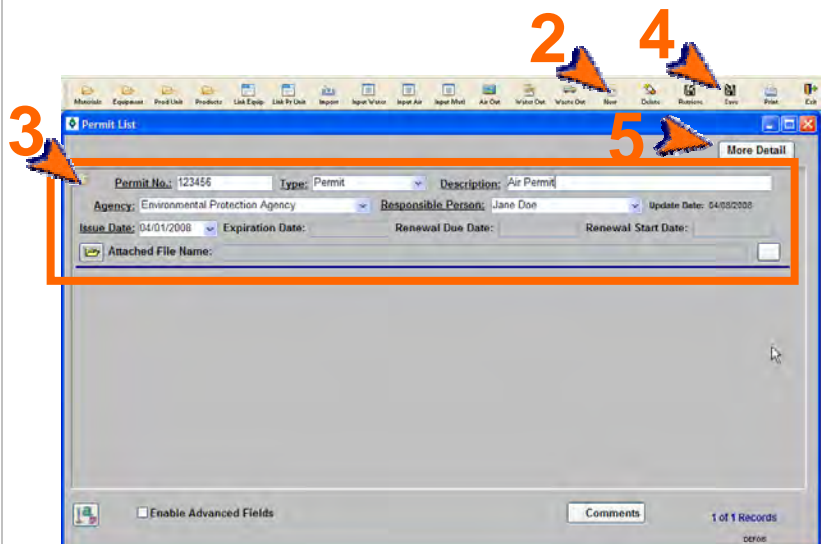 2 4
Materials Equipment Prod Unit Products Link Equip Link Pr Unit Import Input Water Input Air Input Matl Air Out Water Out Waste Out New Delete Retrieve Save Print Exit
Permit List
5 More Detail
3
Permit No.: 123456 Type: Permit Description: Air Permit
Agency: Environmental Protection Agency Responsible Person: Jane Doe Update Date: 04/08/2008
Issue Date: 04/01/2008 Expiration Date: Renewal Due Date: Renewal Start Date:
Attached File Name:
Enable Advanced Fields Comments 1 of 1 Records